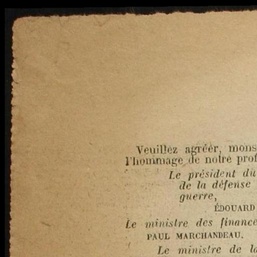 Veuillez agréer, mons
l'hommage de notre prof
Le président du
de la défense
guerre,
ÉDOUARD
Le ministre des finance
PAUL MARCHANDEAU.
Le ministre de la